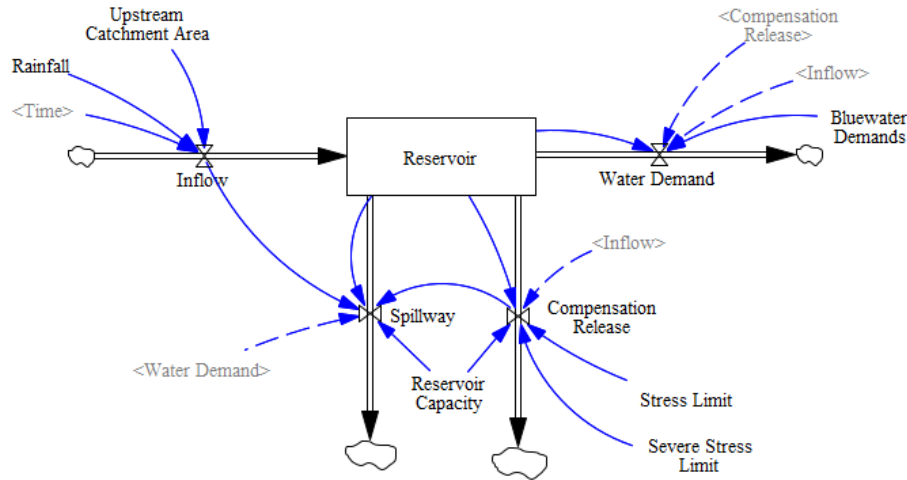 Upstream
Catchment Area
Rainfall
<Time>
Inflow
Reservoir
<Compensation
Release>
<Inflow>
Bluewater
Demands
Water Demand
<Inflow>
Spillway
Compensation
Release
<Water Demand>
Reservoir
Capacity
Stress Limit
Severe Stress
Limit